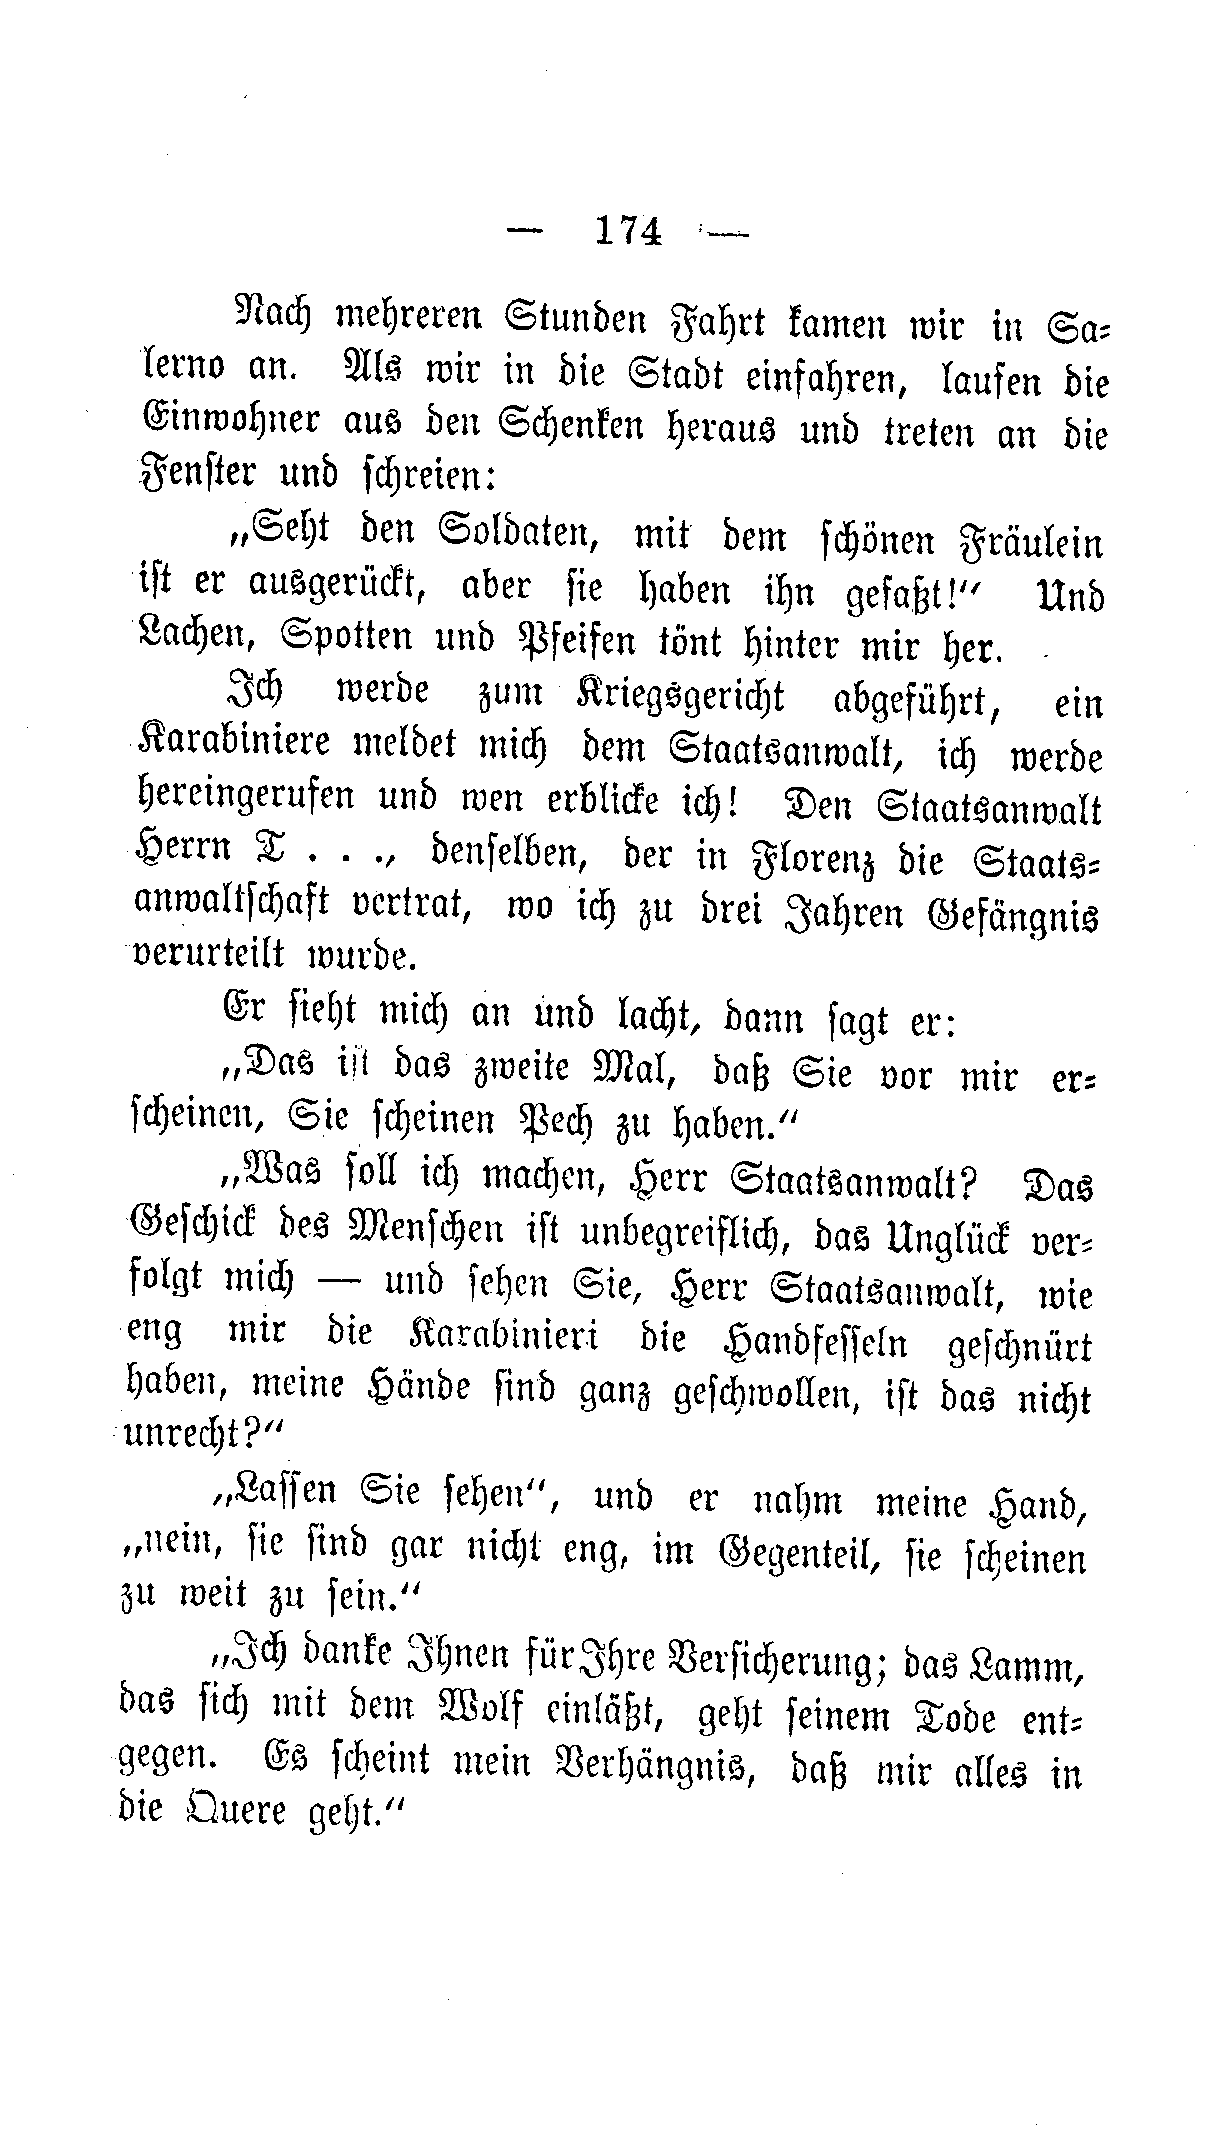 — 174 —
Nach mehreren Stunden Fahrt kamen wir in Sa-
lerno an. Als wir in die Stadt einfahren, laufen die
Einwohner aus den Schenken heraus und treten an die
Fenster und schreien:
„Seht den Soldaten, mit dem schönen Fräulein
ist er ausgerückt, aber sie haben ihn gefaßt!“ Und
Lachen, Spotten und Pfeifen tönt hinter mir her.
Ich werde zum Kriegsgericht abgeführt, ein
Karabiniere meldet mich dem Staatsanwalt, ich werde
hereingerufen und wen erblicke ich! Den Staatsanwalt
Herrn T . . ., denselben, der in Florenz die Staats-
anwaltschaft vertrat, wo ich zu drei Jahren Gefängnis
verurteilt wurde.
Er sieht mich an und lacht, dann sagt er:
„Das ist das zweite Mal, daß Sie vor mir er-
scheinen, Sie scheinen Pech zu haben.“
„Was soll ich machen, Herr Staatsanwalt? Das
Geschick des Menschen ist unbegreiflich, das Unglück ver-
folgt mich — und sehen Sie, Herr Staatsanwalt, wie
eng mir die Karabinieri die Handfesseln geschnürt
haben, meine Hände sind ganz geschwollen, ist das nicht
unrecht?“
„Lassen Sie sehen“, und er nahm meine Hand,
„nein, sie sind gar nicht eng, im Gegenteil, sie scheinen
zu weit zu sein.“
„Ich danke Ihnen für Ihre Versicherung; das Lamm,
das sich mit dem Wolf einläßt, geht seinem Tode ent-
gegen. Es scheint mein Verhängnis, daß mir alles in
die Quere geht.“